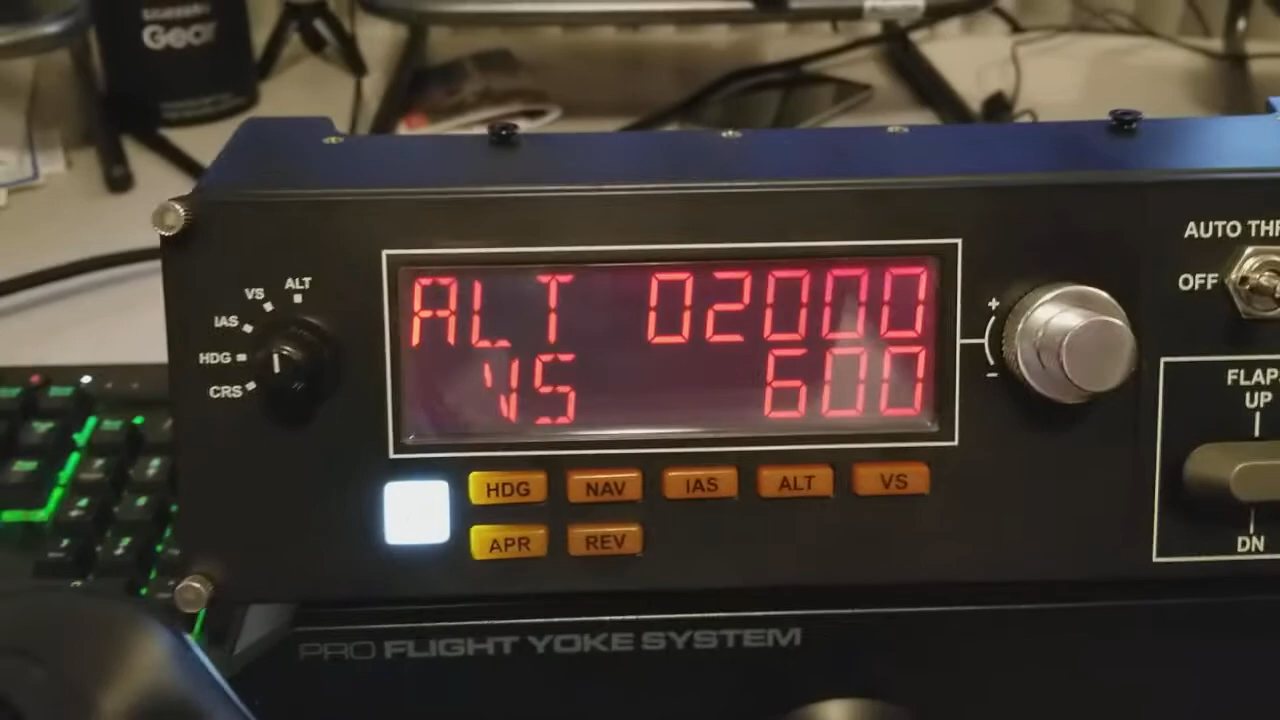 Gear
AUTO THR
OFF
ALT
VS
IAS
HDG
CRS
ALT 02000
VS 600
+
−
FLAP
UP
DN
HDG NAV IAS ALT VS
APR REV
PRO FLIGHT YOKE SYSTEM